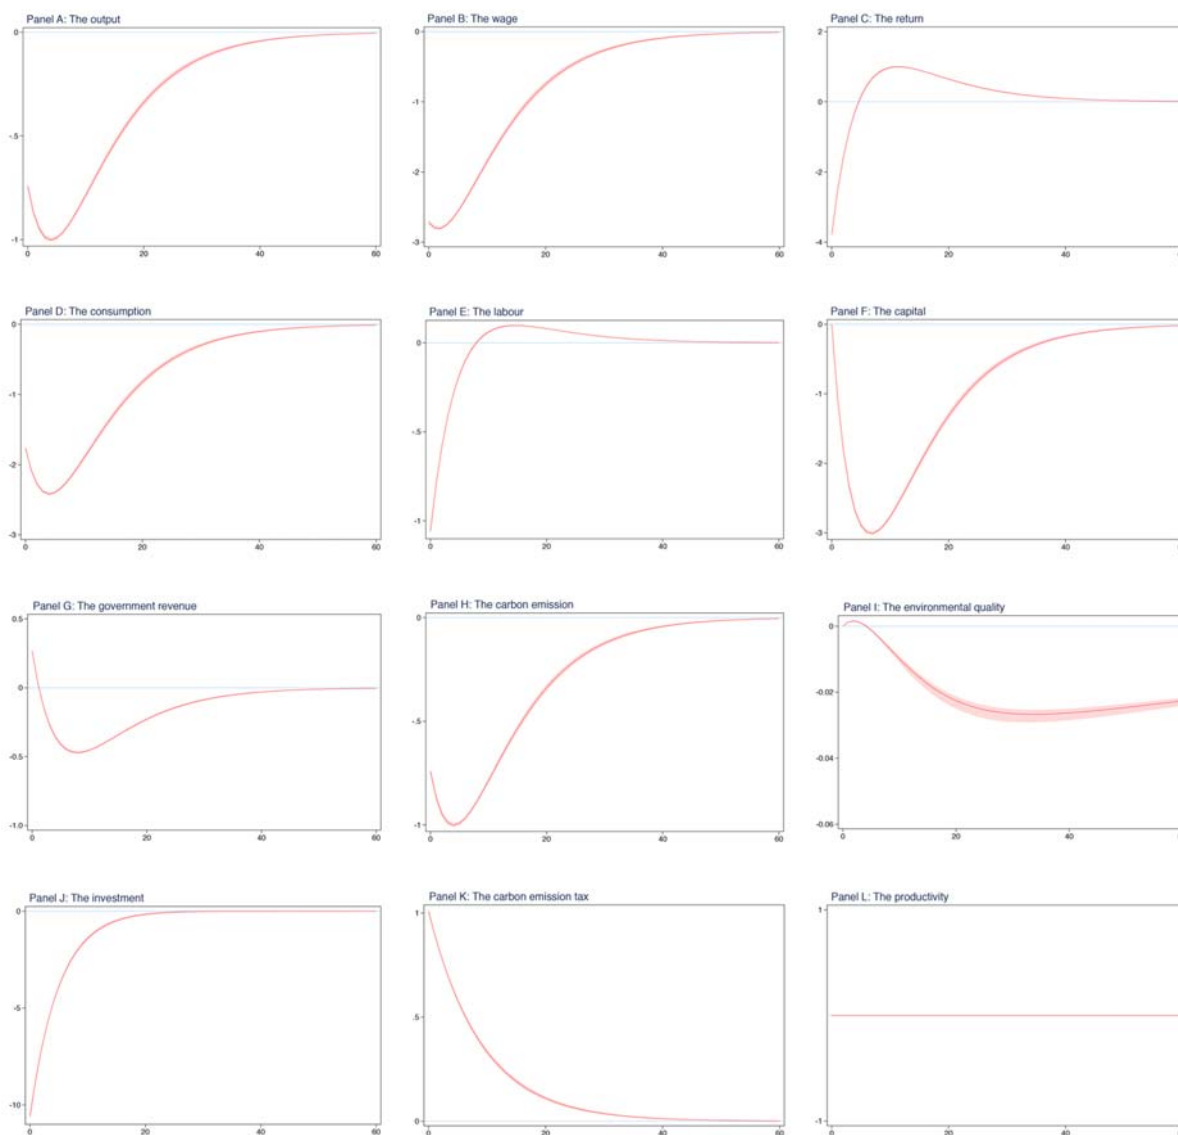 Panel A: The output
0
-.5
-1
0 20 40 60
Panel B: The wage
0
-1
-2
-3
0 20 40 60
Panel C: The return
2
0
-2
-4
0 20 40
Panel D: The consumption
0
-1
-2
-3
0 20 40 60
Panel E: The labour
0
-.5
-1
0 20 40 60
Panel F: The capital
0
-1
-2
-3
0 20 40
Panel G: The government revenue
0.5
0
-0.5
-1.0
0 20 40 60
Panel H: The carbon emission
0
-.5
-1
0 20 40 60
Panel I: The environmental quality
0
-0.02
-0.04
-0.06
0 20 40
Panel J: The investment
0
-5
-10
0 20 40 60
Panel K: The carbon emission tax
1
.5
0
0 20 40 60
Panel L: The productivity
1
-1
0 20 40